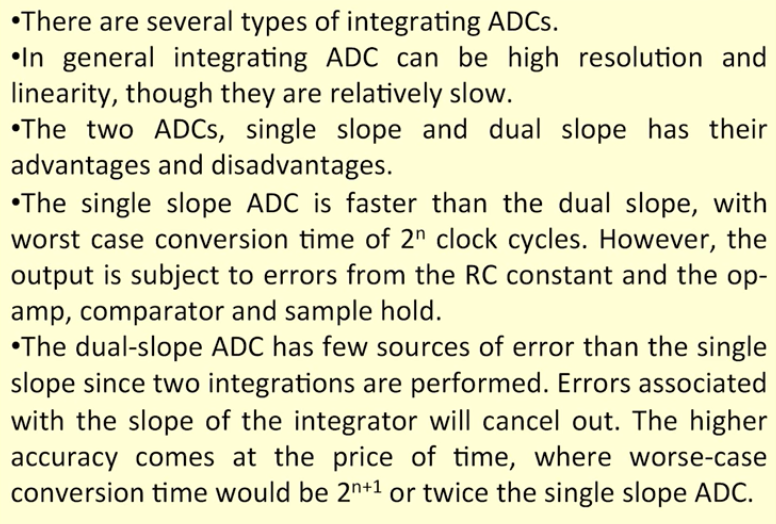 •There are several types of integrating ADCs.
•In general integrating ADC can be high resolution and
linearity, though they are relatively slow.
•The two ADCs, single slope and dual slope has their
advantages and disadvantages.
•The single slope ADC is faster than the dual slope, with
worst case conversion time of 2ⁿ clock cycles. However, the
output is subject to errors from the RC constant and the op-
amp, comparator and sample hold.
•The dual-slope ADC has few sources of error than the single
slope since two integrations are performed. Errors associated
with the slope of the integrator will cancel out. The higher
accuracy comes at the price of time, where worse-case
conversion time would be 2ⁿ⁺¹ or twice the single slope ADC.